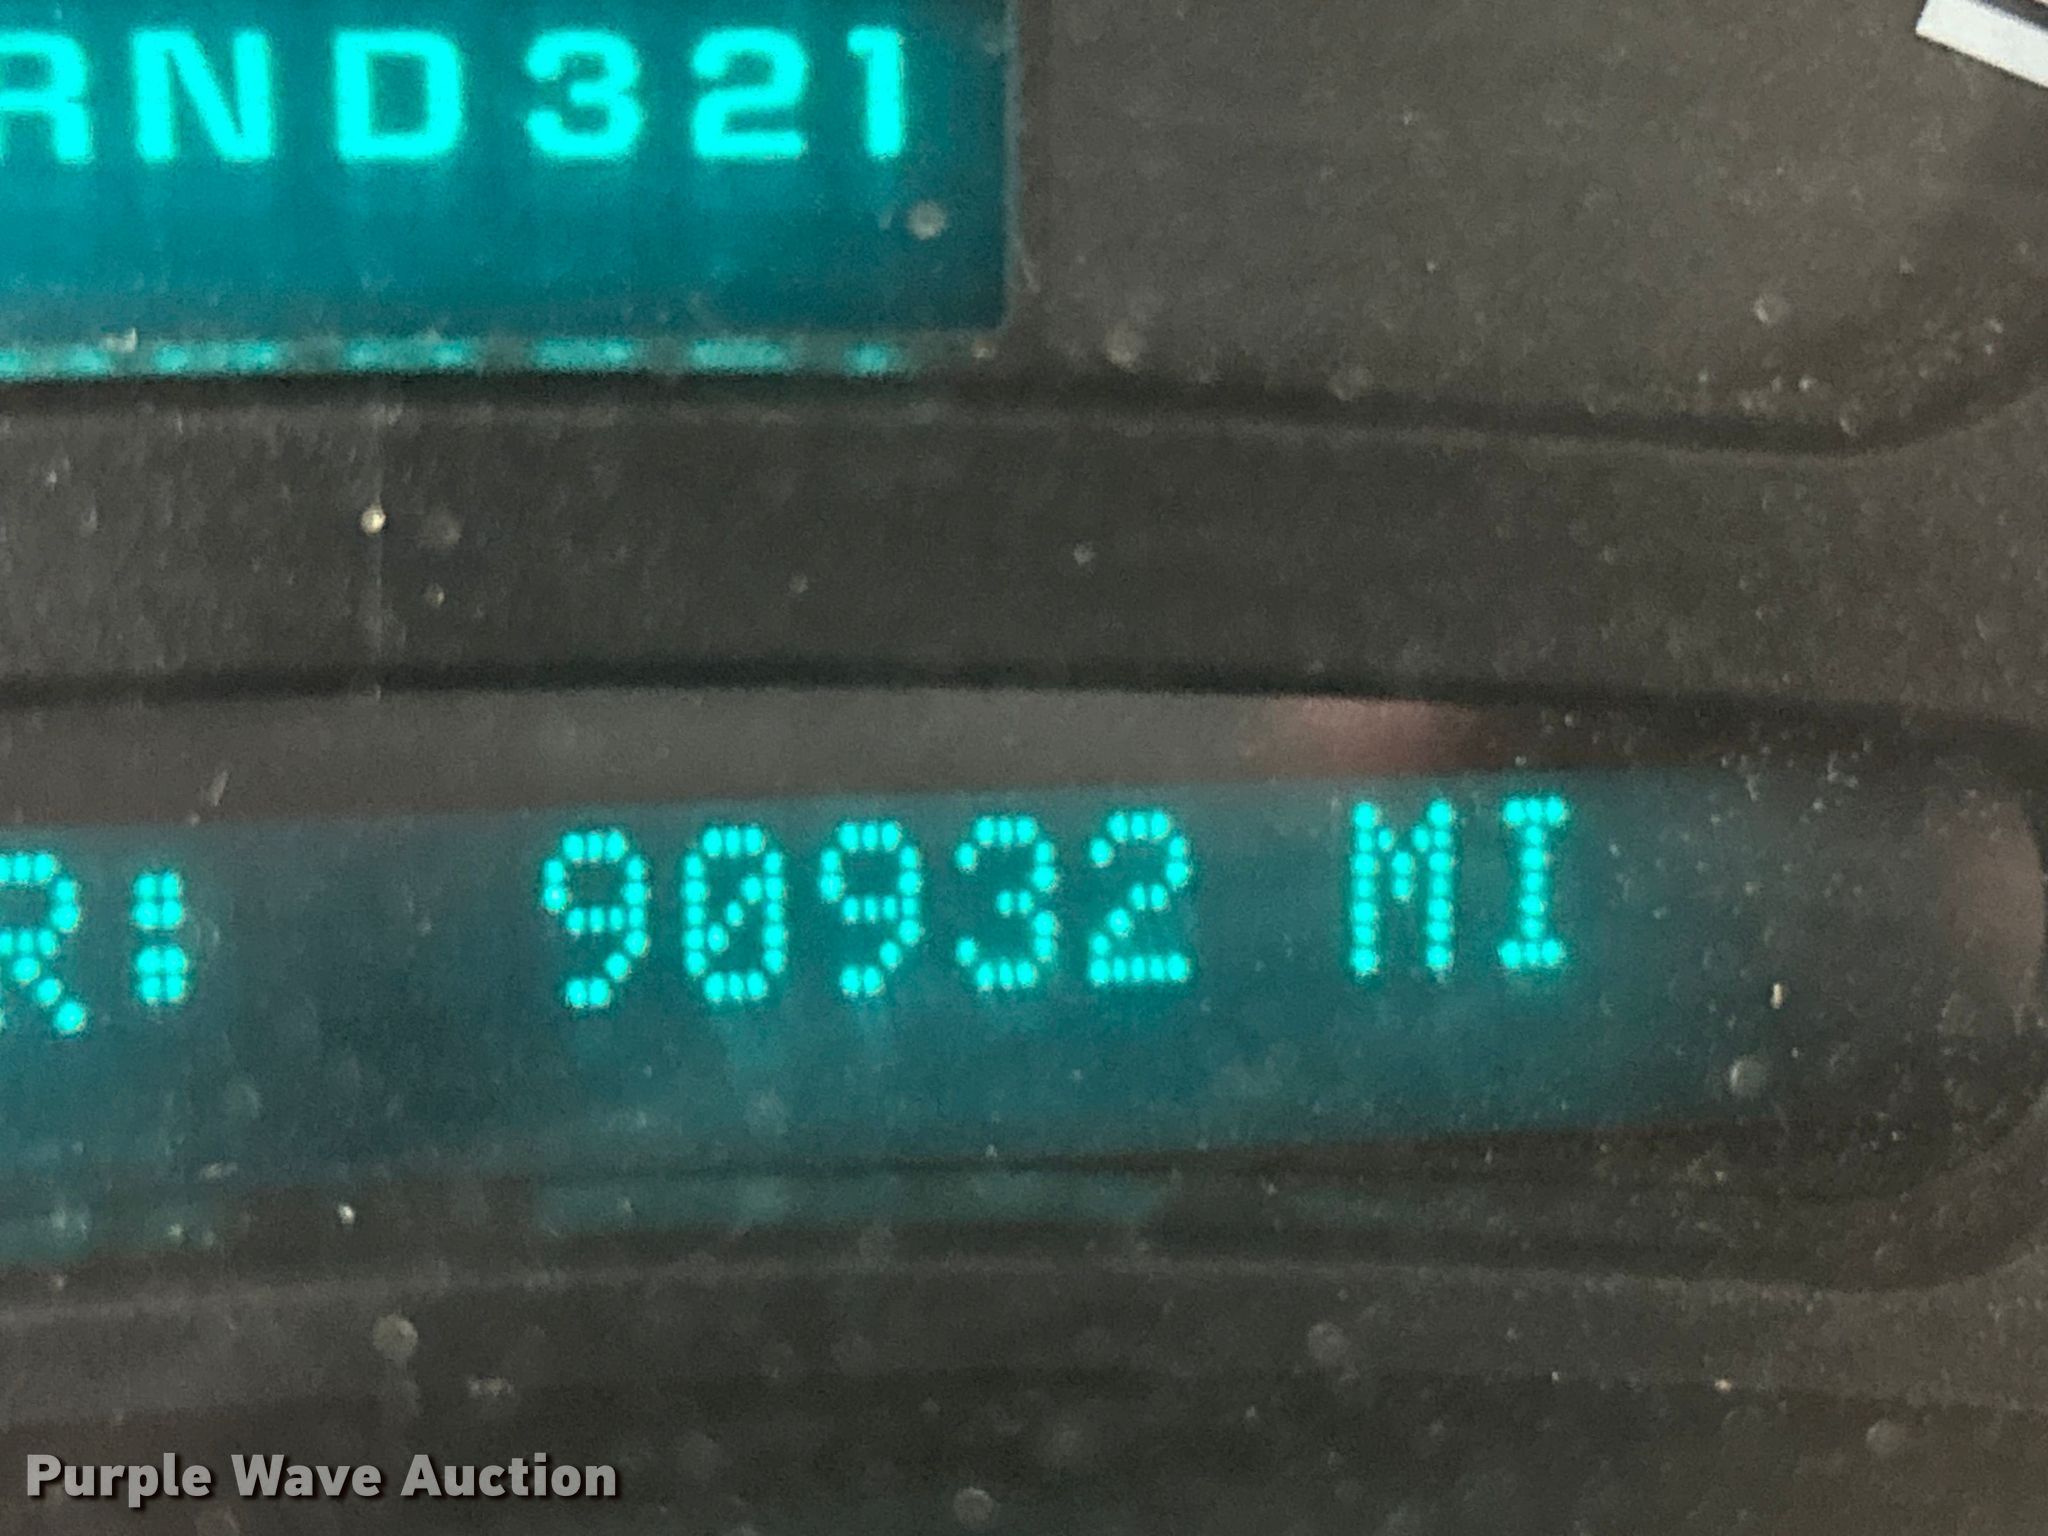 RND321
R: 90932 MI
Purple Wave Auction